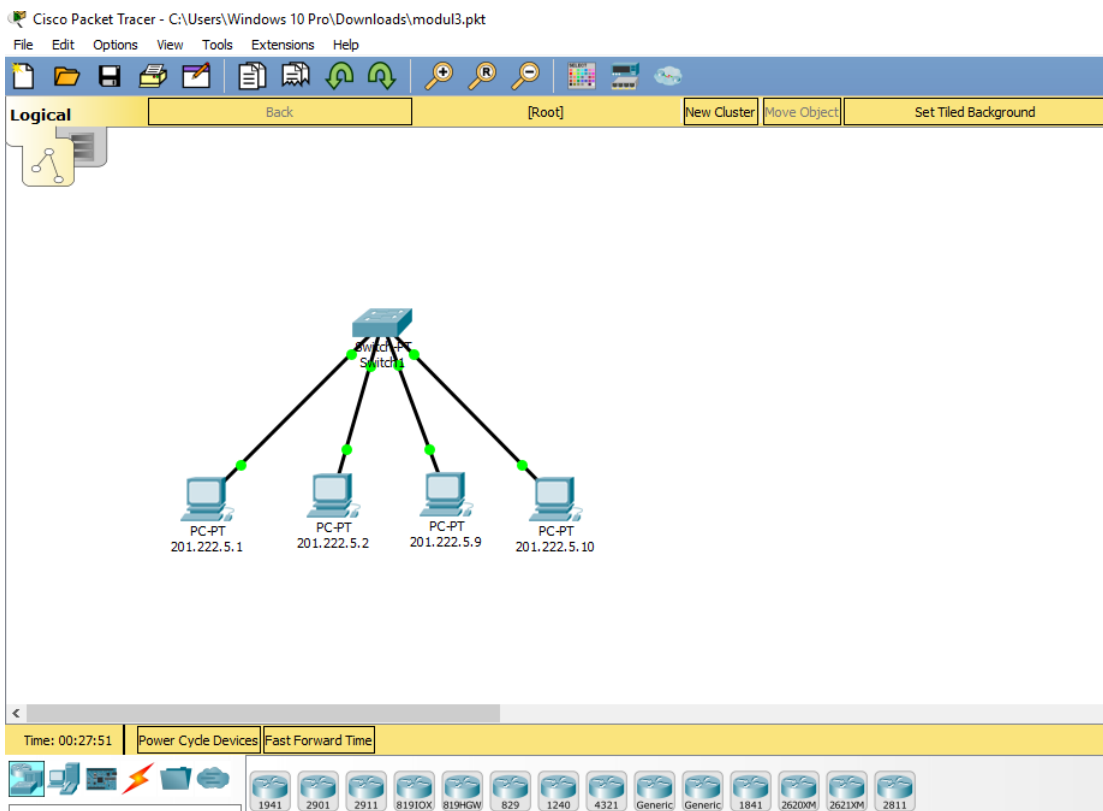 Cisco Packet Tracer - C:\Users\Windows 10 Pro\Downloads\modul3.pkt
File Edit Options View Tools Extensions Help
Logical Back [Root] New Cluster Move Object Set Tiled Background
Switch-PT
Switch1
PC-PT
201.222.5.1
PC-PT
201.222.5.2
PC-PT
201.222.5.9
PC-PT
201.222.5.10
Time: 00:27:51 Power Cycle Devices Fast Forward Time
1941 2901 2911 819IOX 819HGW 829 1240 4321 Generic Generic 1841 2620XM 2621XM 2811